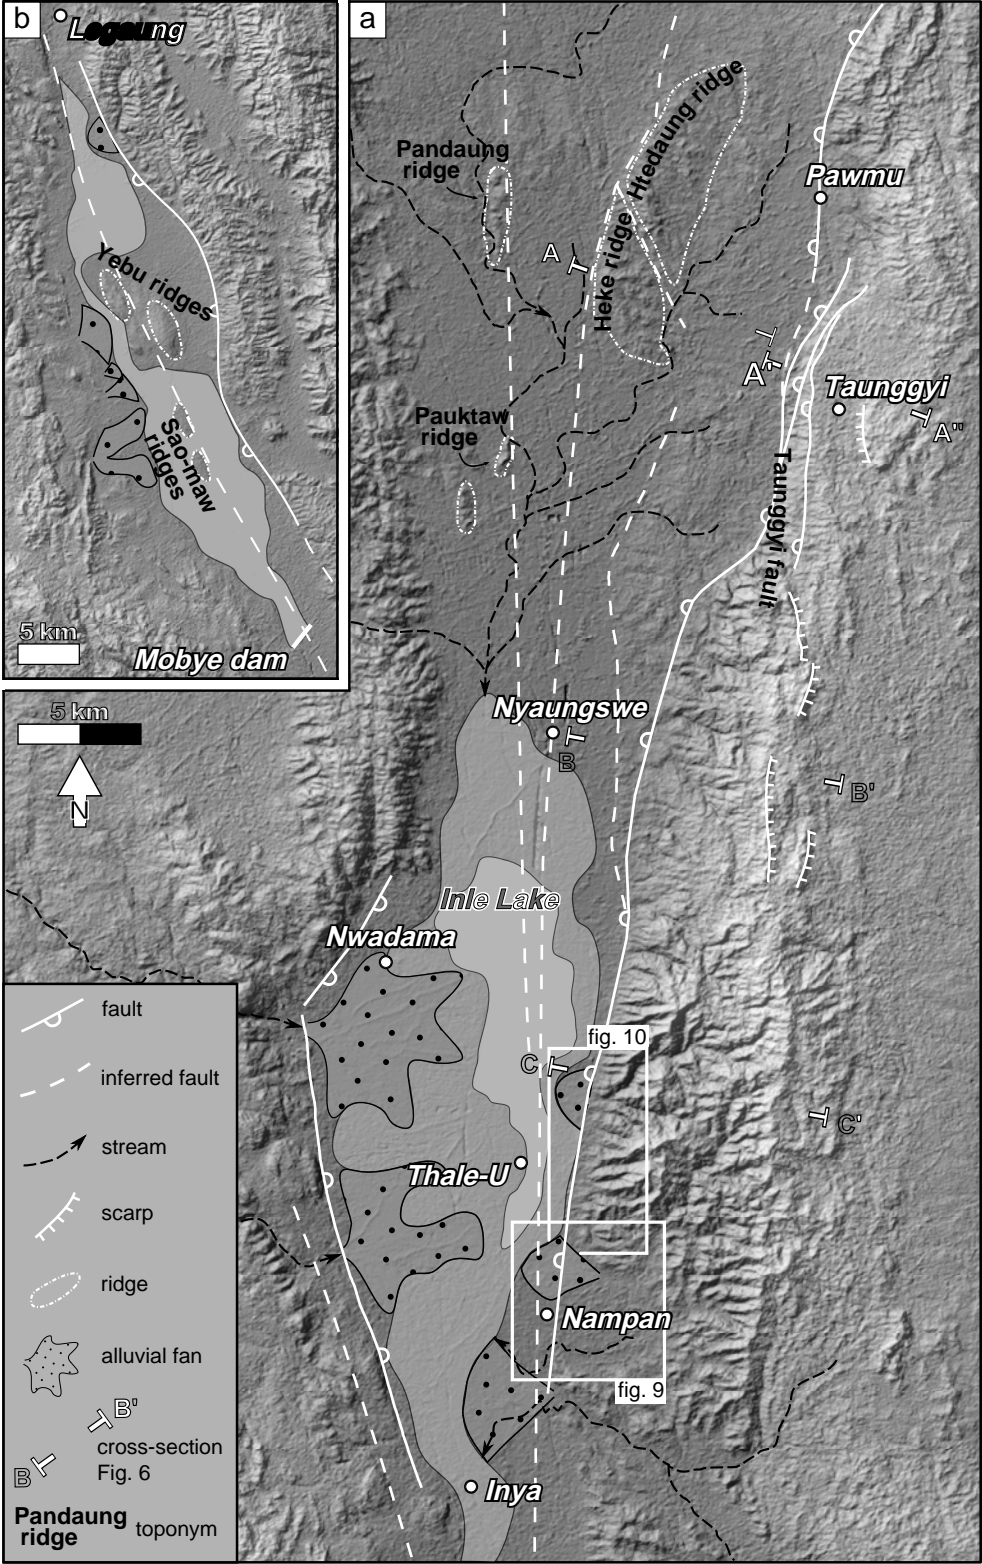 b
Legaung
Yebu ridges
Sao-maw
ridges
5 km
Mobye dam
a
Pandaung
ridge
Htedaung ridge
Heke ridge
Pawmu
A
A'
Taunggyi
A''
Pauktaw
ridge
Taunggyi fault
5 km
N
Nyaungswe
B
B'
Inle Lake
Nwadama
fig. 10
C
C'
Thale-U
Nampan
fig. 9
Inya
fault
inferred fault
stream
scarp
ridge
alluvial fan
B'
B
cross-section
Fig. 6
Pandaung
ridge
toponym